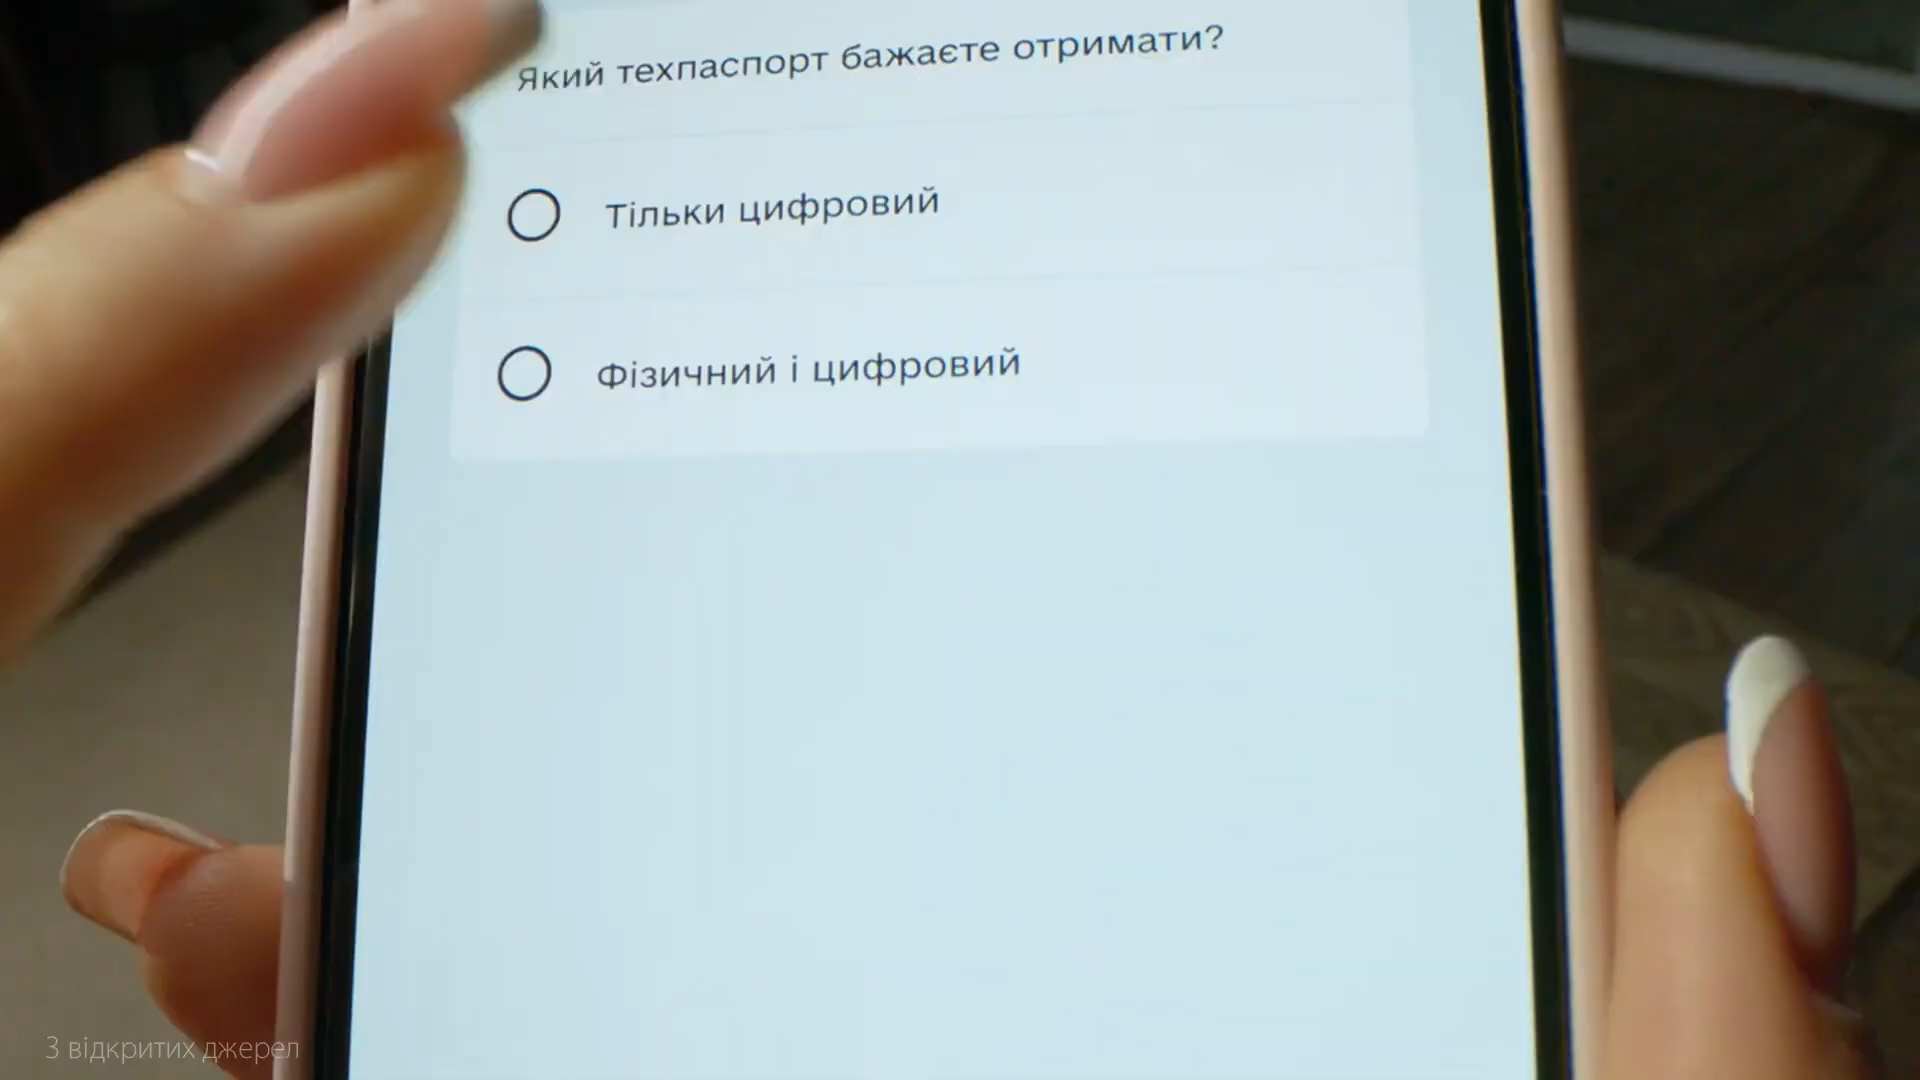 Який техпаспорт бажаєте отримати?
Тільки цифровий
Фізичний і цифровий
З відкритих джерел